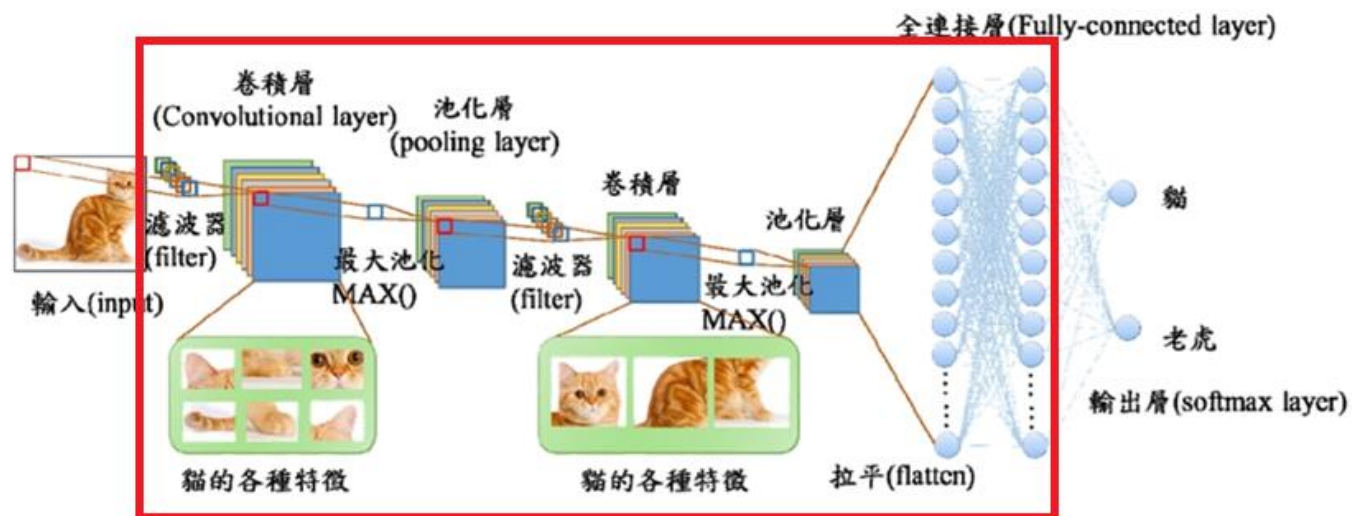 全連接層(Fully-connected layer)
卷積層
(Convolutional layer)
池化層
(pooling layer)
卷積層
池化層
貓
濾波器
(filter)
最大池化
MAX()
濾波器
(filter)
最大池化
MAX()
輸入(input)
老虎
輸出層(softmax layer)
貓的各種特徵
貓的各種特徵
拉平(flatten)